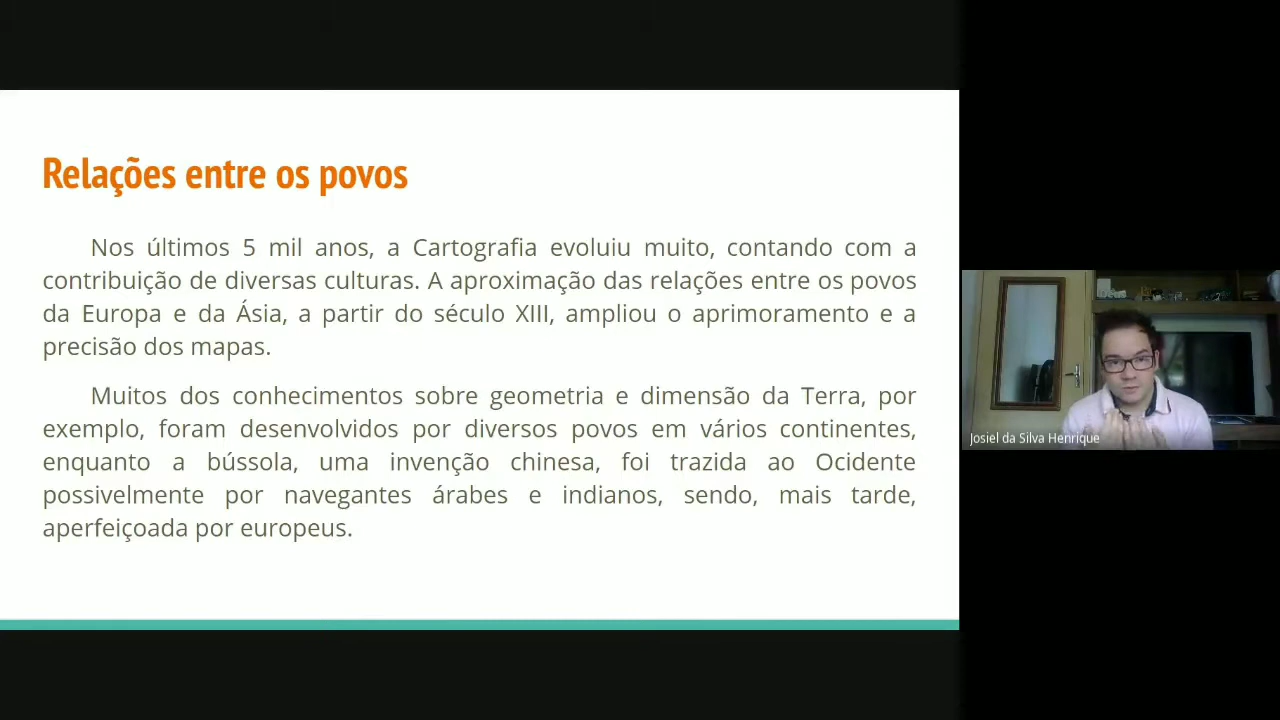 Relações entre os povos
Nos últimos 5 mil anos, a Cartografia evoluiu muito, contando com a
contribuição de diversas culturas. A aproximação das relações entre os povos
da Europa e da Ásia, a partir do século XIII, ampliou o aprimoramento e a
precisão dos mapas.
Muitos dos conhecimentos sobre geometria e dimensão da Terra, por
exemplo, foram desenvolvidos por diversos povos em vários continentes,
enquanto a bússola, uma invenção chinesa, foi trazida ao Ocidente
possivelmente por navegantes árabes e indianos, sendo, mais tarde,
aperfeiçoada por europeus.
Josiel da Silva Henrique